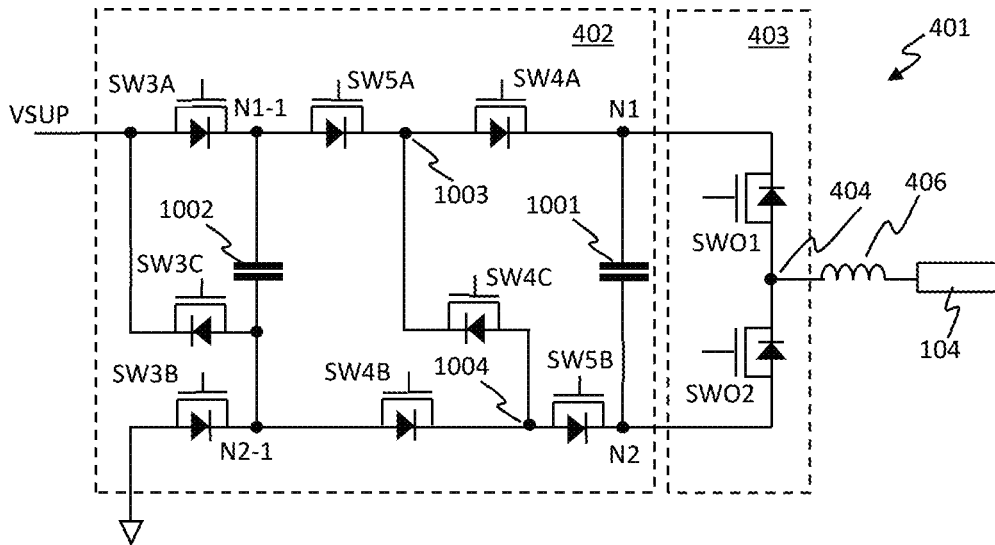 402
403
401
SW3A
SW5A
SW4A
VSUP
N1-1
N1
1003
404
406
1002
1001
SWO1
SW3C
SW4C
SW3B
SW4B
1004
SW5B
SWO2
104
N2-1
N2